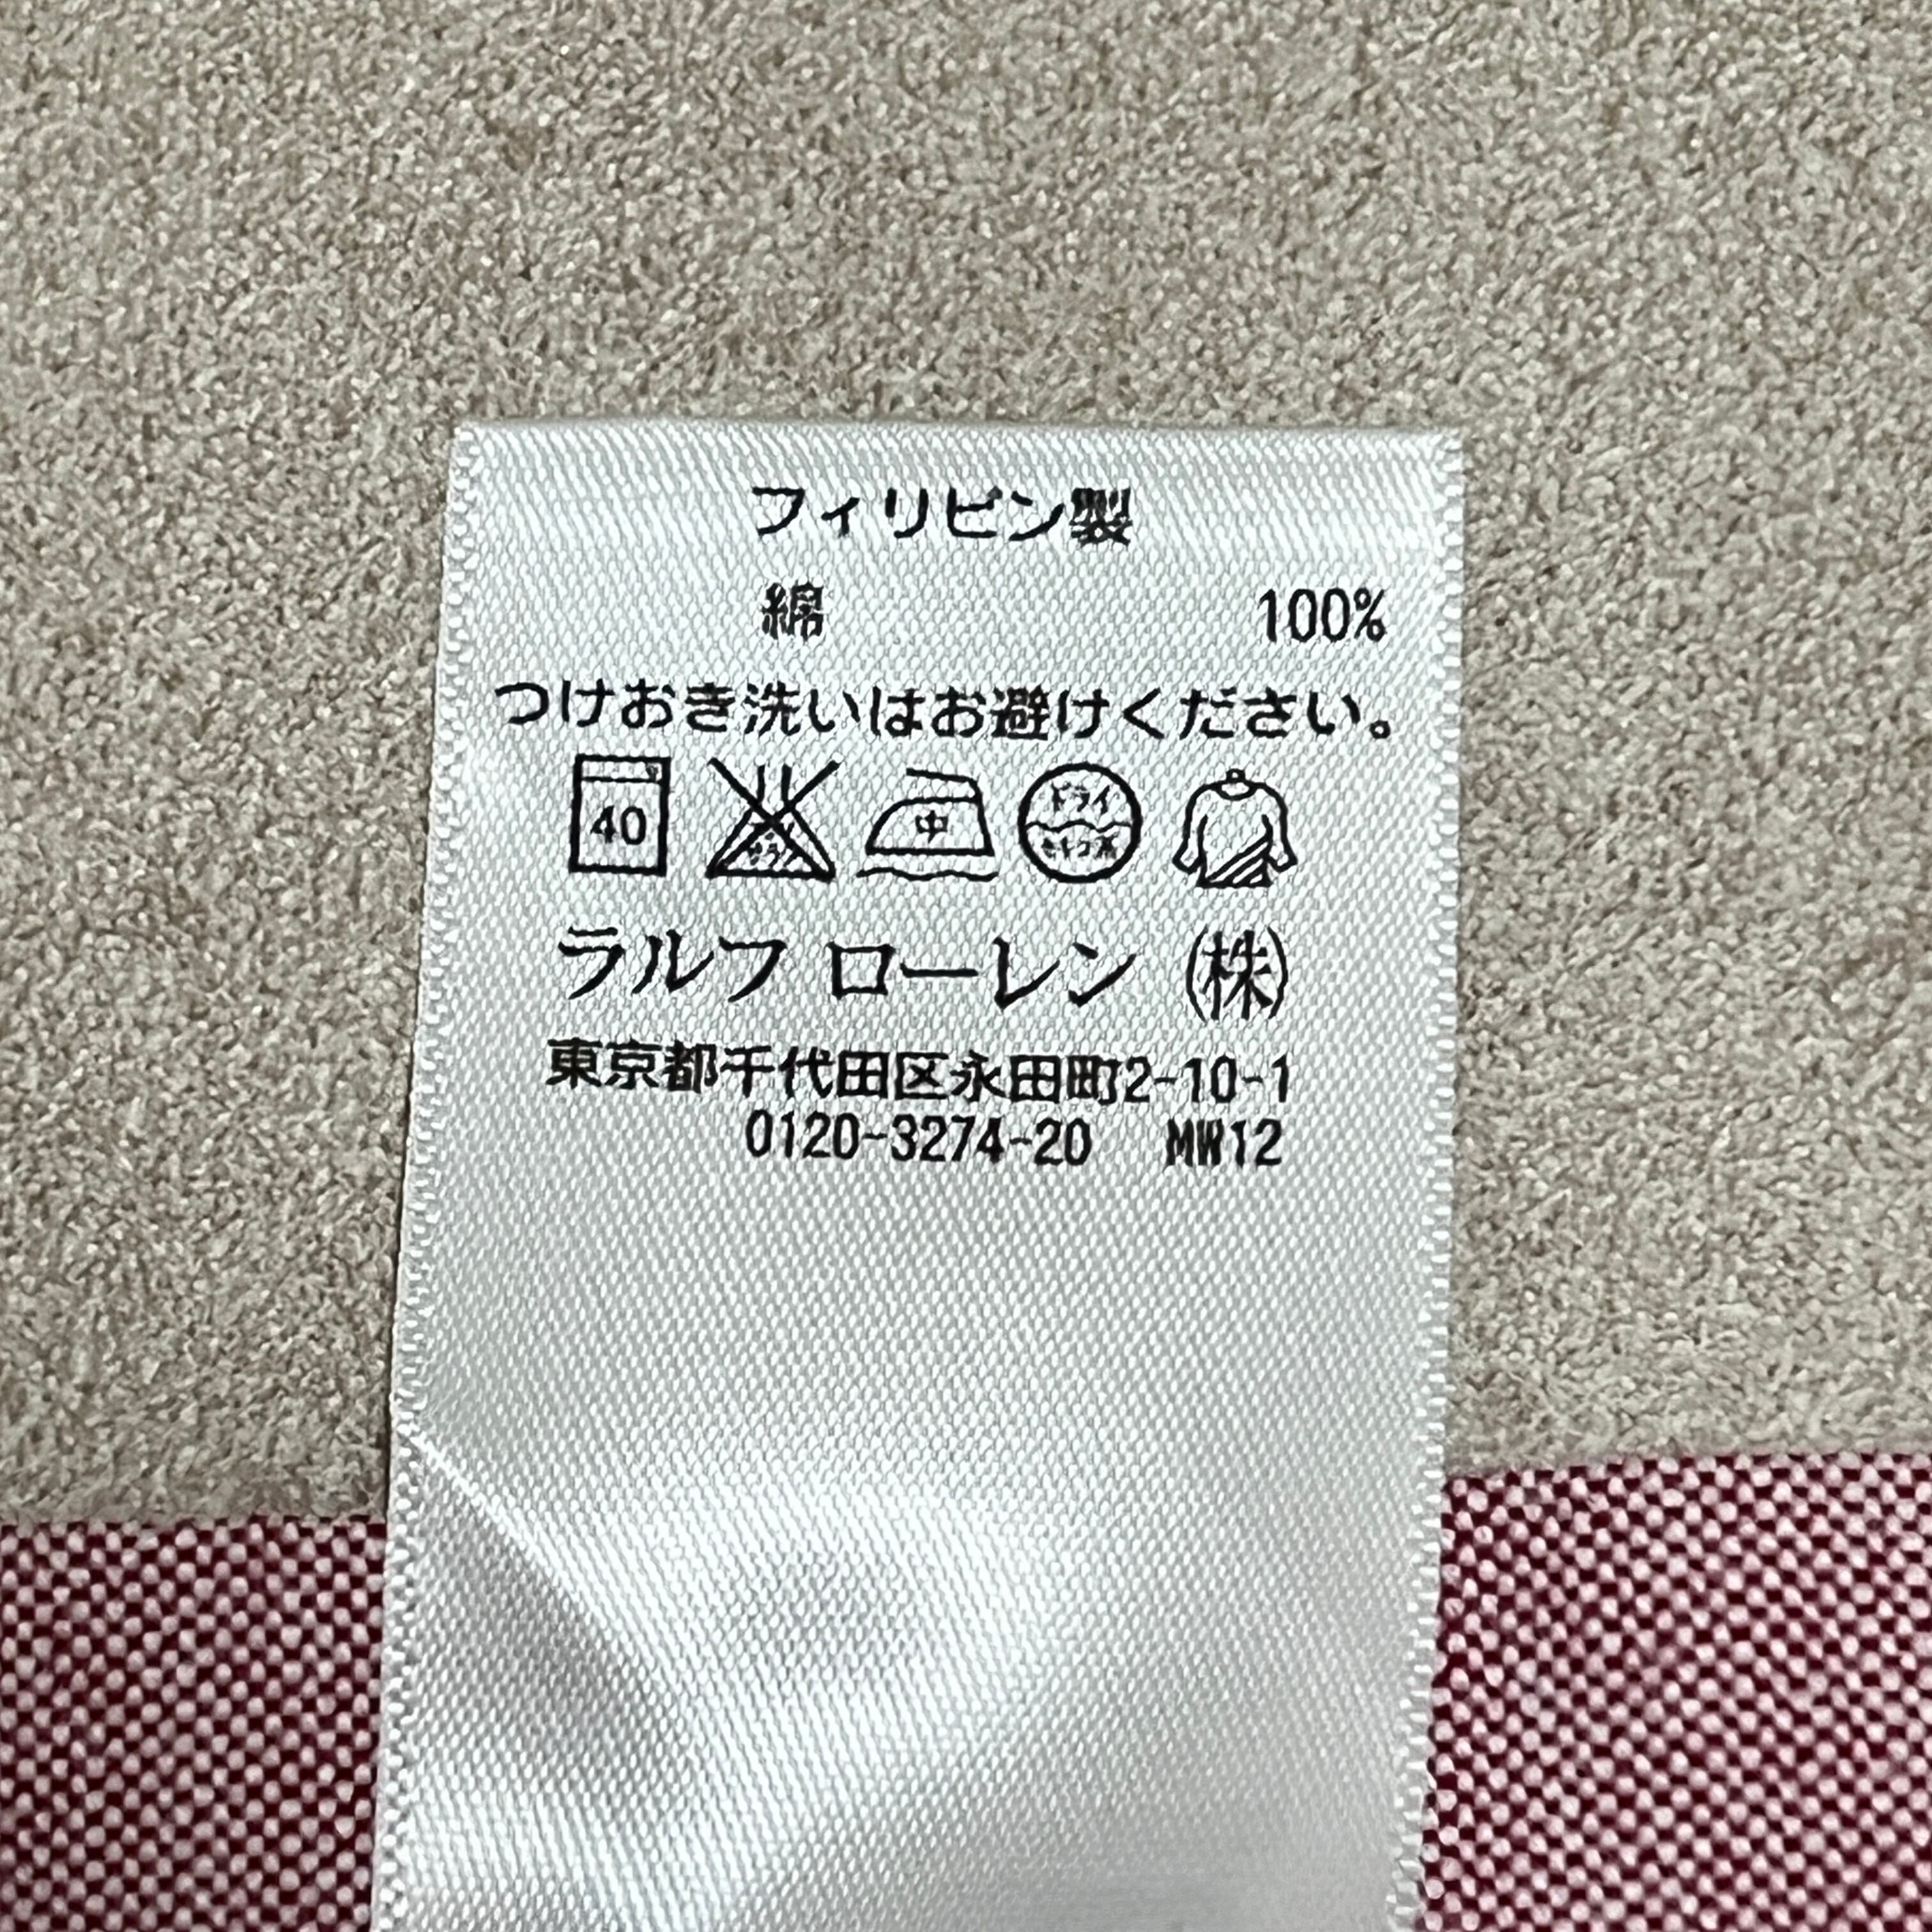 フィリピン製
綿 100%
つけおき洗いはお避けください。
40 中 ドライ
ラルフ ローレン ㈱
東京都千代田区永田町2-10-1
0120-3274-20 MW12